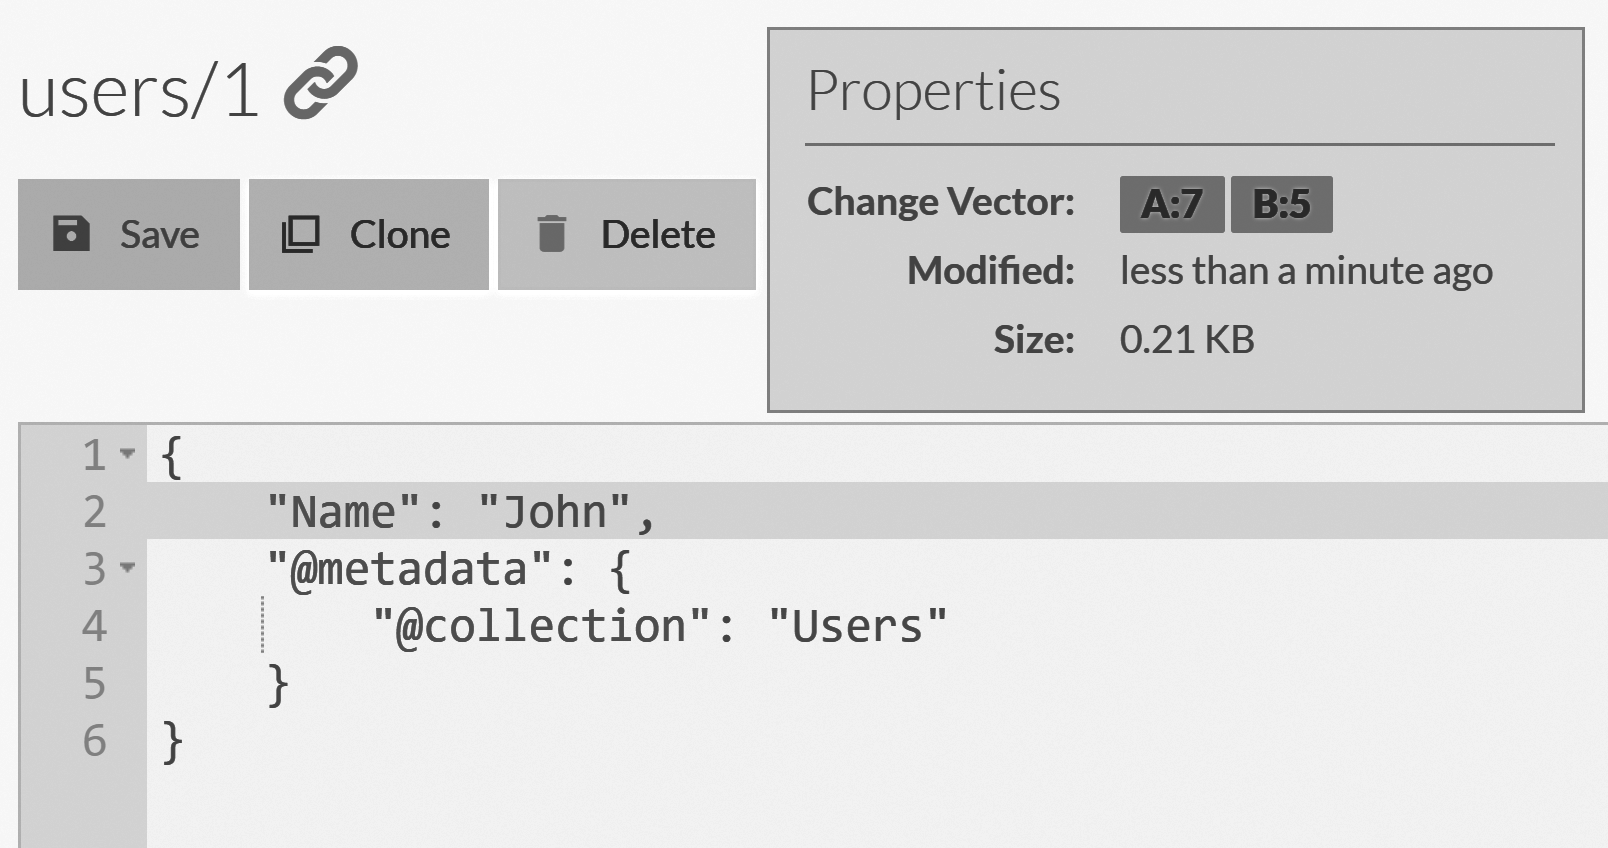 users/1
Save Clone Delete
Properties
Change Vector: A:7 B:5
Modified: less than a minute ago
Size: 0.21 KB
1 {
2 "Name": "John",
3 "@metadata": {
4 "@collection": "Users"
5 }
6 }